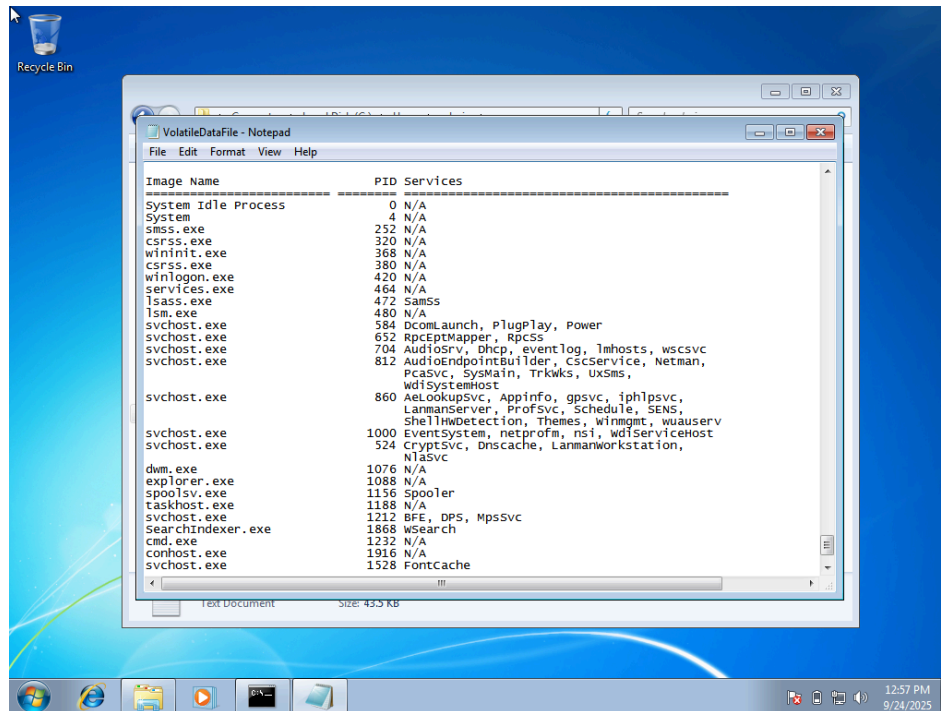 Recycle Bin
VolatileDataFile - Notepad
File Edit Format View Help
Image Name PID Services
========================= ======== ============================================
System Idle Process 0 N/A
System 4 N/A
smss.exe 252 N/A
csrss.exe 320 N/A
wininit.exe 368 N/A
csrss.exe 380 N/A
winlogon.exe 420 N/A
services.exe 464 N/A
lsass.exe 472 SamSs
lsm.exe 480 N/A
svchost.exe 584 DcomLaunch, PlugPlay, Power
svchost.exe 652 RpcEptMapper, RpcSs
svchost.exe 704 AudioSrv, Dhcp, eventlog, lmhosts, wscsvc
svchost.exe 812 AudioEndpointBuilder, CscService, Netman,
PcaSvc, SysMain, TrkWks, UxSms,
WdiSystemHost
svchost.exe 860 AeLookupSvc, Appinfo, gpsvc, iphlpsvc,
LanmanServer, ProfSvc, Schedule, SENS,
ShellHWDetection, Themes, Winmgmt, wuauserv
svchost.exe 1000 EventSystem, netprofm, nsi, WdiServiceHost
svchost.exe 524 CryptSvc, Dnscache, LanmanWorkstation,
NlaSvc
dwm.exe 1076 N/A
explorer.exe 1088 N/A
spoolsv.exe 1156 Spooler
taskhost.exe 1188 N/A
svchost.exe 1212 BFE, DPS, MpsSvc
SearchIndexer.exe 1868 WSearch
cmd.exe 1232 N/A
conhost.exe 1916 N/A
svchost.exe 1528 FontCache
Text Document Size: 43.5 KB
C:\_
12:57 PM
9/24/2025